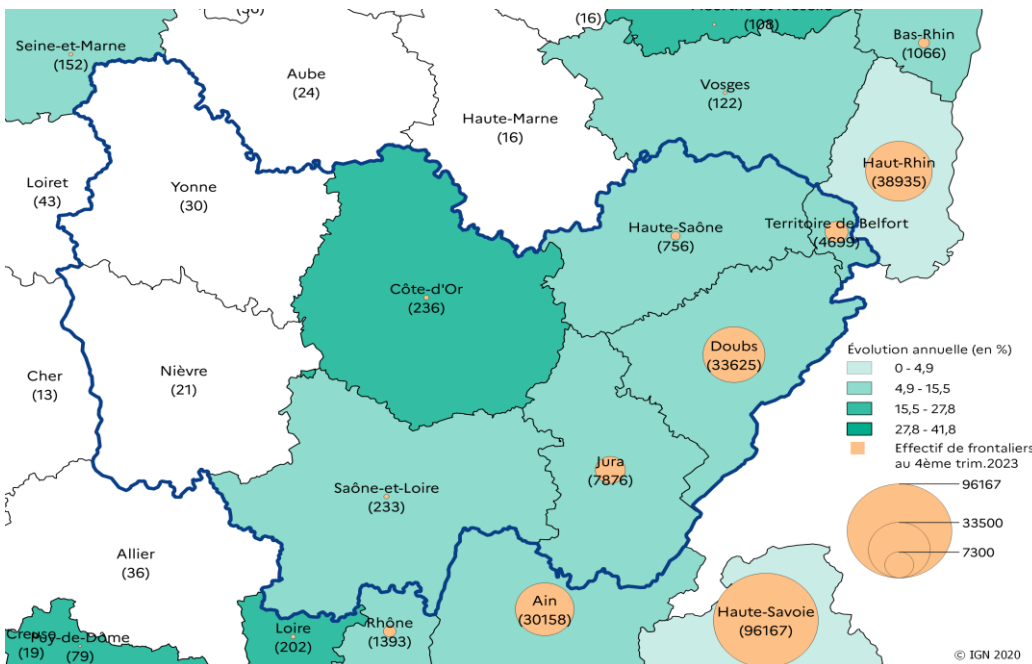 (16)
(108)
Seine-et-Marne
(152)
Bas-Rhin
(1066)
Aube
(24)
Vosges
(122)
Haute-Marne
(16)
Haut-Rhin
(38935)
Loiret
(43)
Yonne
(30)
Haute-Saône
(756)
Territoire de Belfort
(4699)
Côte-d'Or
(236)
Doubs
(33625)
Cher
(13)
Nièvre
(21)
Évolution annuelle (en %)
0 - 4,9
4,9 - 15,5
15,5 - 27,8
27,8 - 41,8
Effectif de frontaliers
au 4ème trim.2023
96167
33500
7300
Jura
(7876)
Saône-et-Loire
(233)
Allier
(36)
Ain
(30158)
Haute-Savoie
(96167)
Creuse
(19)
Puy-de-Dôme
(79)
Loire
(202)
Rhône
(1393)
© IGN 2020